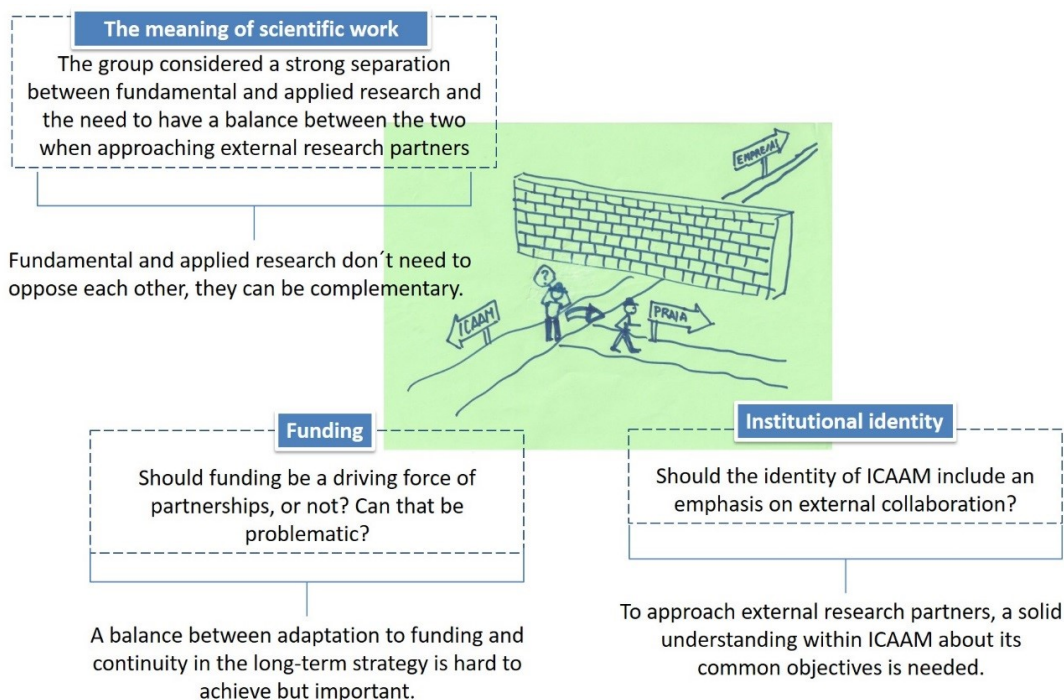 The meaning of scientific work
The group considered a strong separation
between fundamental and applied research and
the need to have a balance between the two
when approaching external research partners
Fundamental and applied research don´t need to
oppose each other, they can be complementary.
EMPRESAS
?
ICAAM
PRAIA
Funding
Should funding be a driving force of
partnerships, or not? Can that be
problematic?
A balance between adaptation to funding and
continuity in the long-term strategy is hard to
achieve but important.
Institutional identity
Should the identity of ICAAM include an
emphasis on external collaboration?
To approach external research partners, a solid
understanding within ICAAM about its
common objectives is needed.